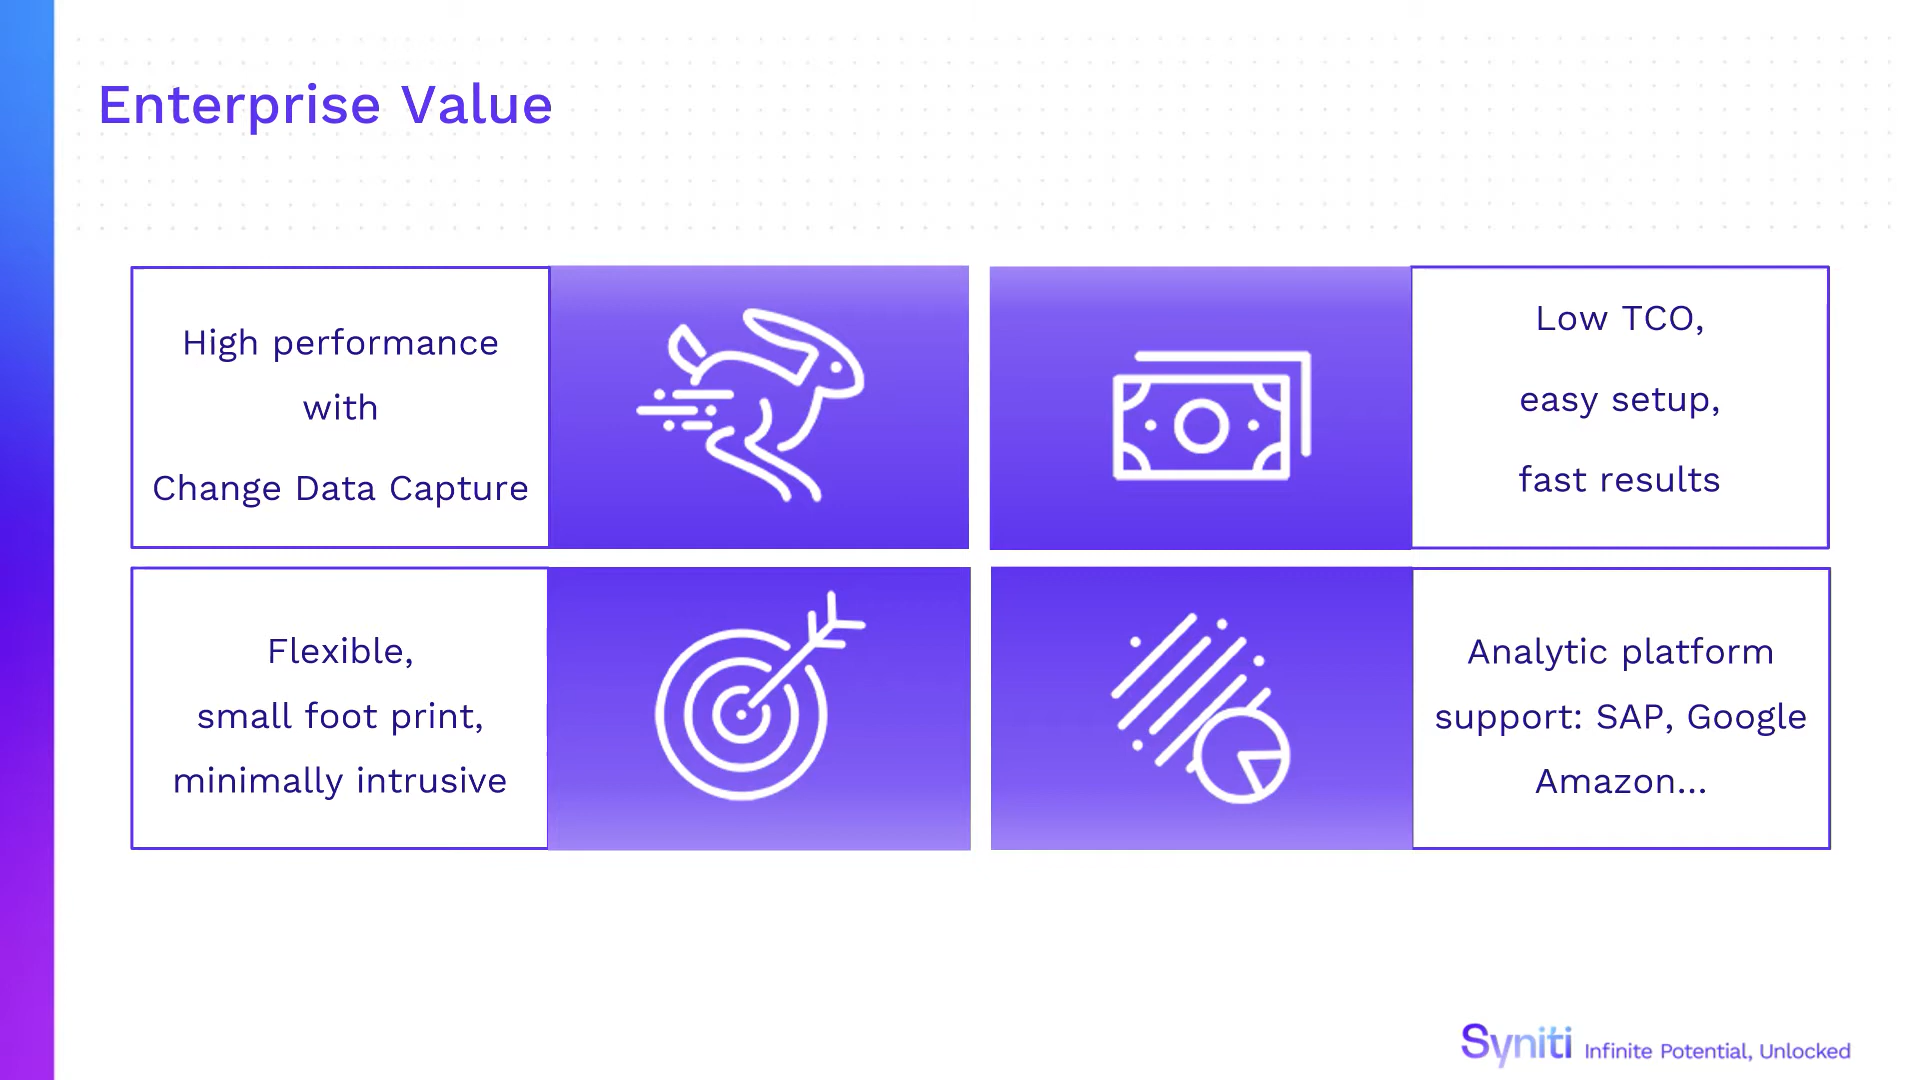 Enterprise Value
High performance
with
Change Data Capture
Low TCO,
easy setup,
fast results
Flexible,
small foot print,
minimally intrusive
Analytic platform
support: SAP, Google
Amazon...
Syniti Infinite Potential, Unlocked